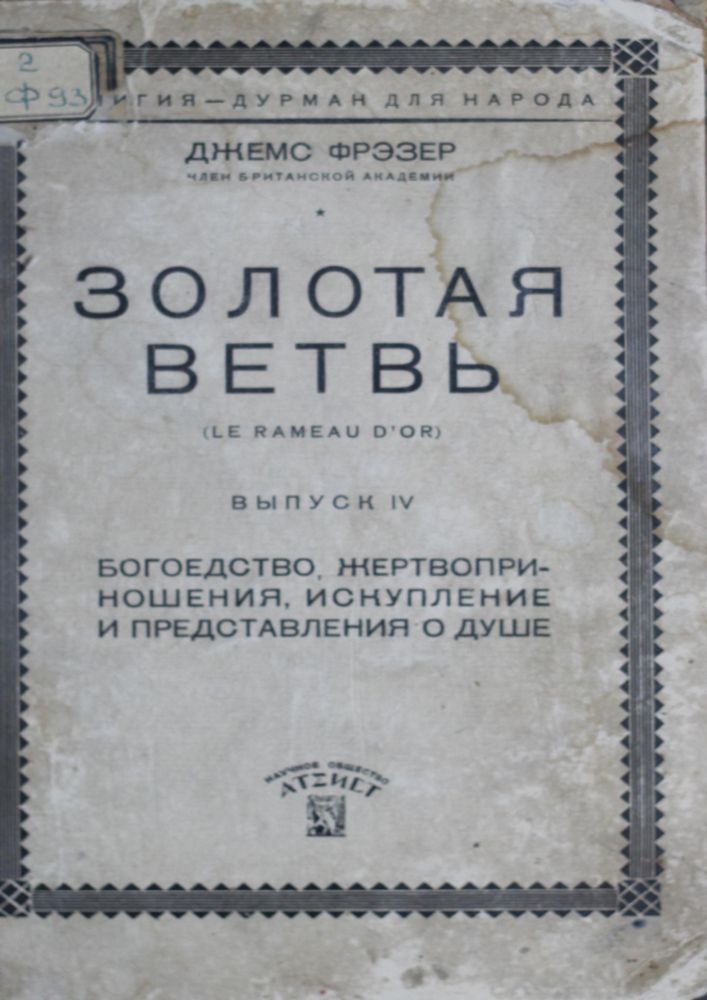 2
Ф 93
ИГИЯ — ДУРМАН ДЛЯ НАРОДА
ДЖЕМС ФРЭЗЕР
ЧЛЕН БРИТАНСКОЙ АКАДЕМИИ
ЗОЛОТАЯ
ВЕТВЬ
(LE RAMEAU D'OR)
ВЫПУСК IV
БОГОЕДСТВО, ЖЕРТВОПРИ-
НОШЕНИЯ, ИСКУПЛЕНИЕ
И ПРЕДСТАВЛЕНИЯ О ДУШЕ
НАУЧНОЕ ОБЩЕСТВО
АТЕИСТ